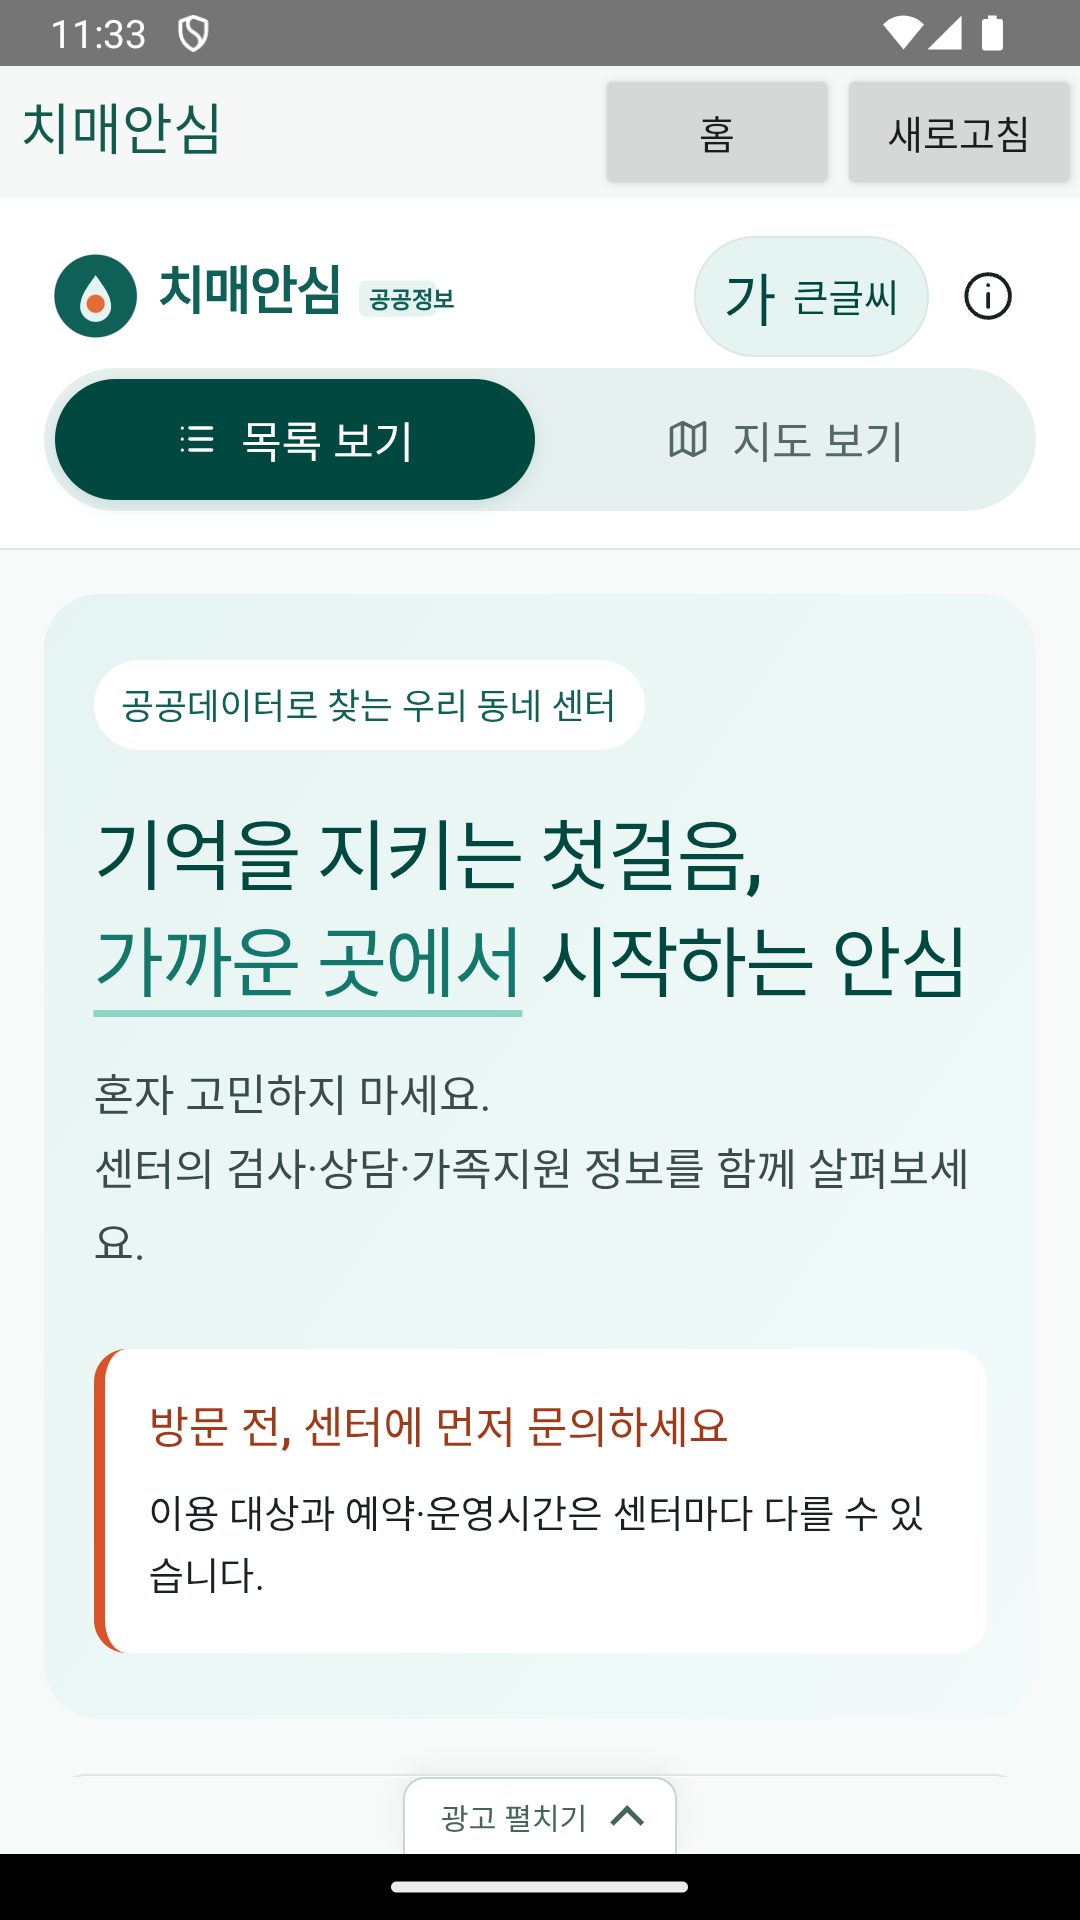 11:33
치매안심
홈
새로고침
치매안심 공공정보
가 큰글씨
목록 보기
지도 보기
공공데이터로 찾는 우리 동네 센터
기억을 지키는 첫걸음,
가까운 곳에서 시작하는 안심
혼자 고민하지 마세요.
센터의 검사·상담·가족지원 정보를 함께 살펴보세
요.
방문 전, 센터에 먼저 문의하세요
이용 대상과 예약·운영시간은 센터마다 다를 수 있
습니다.
광고 펼치기